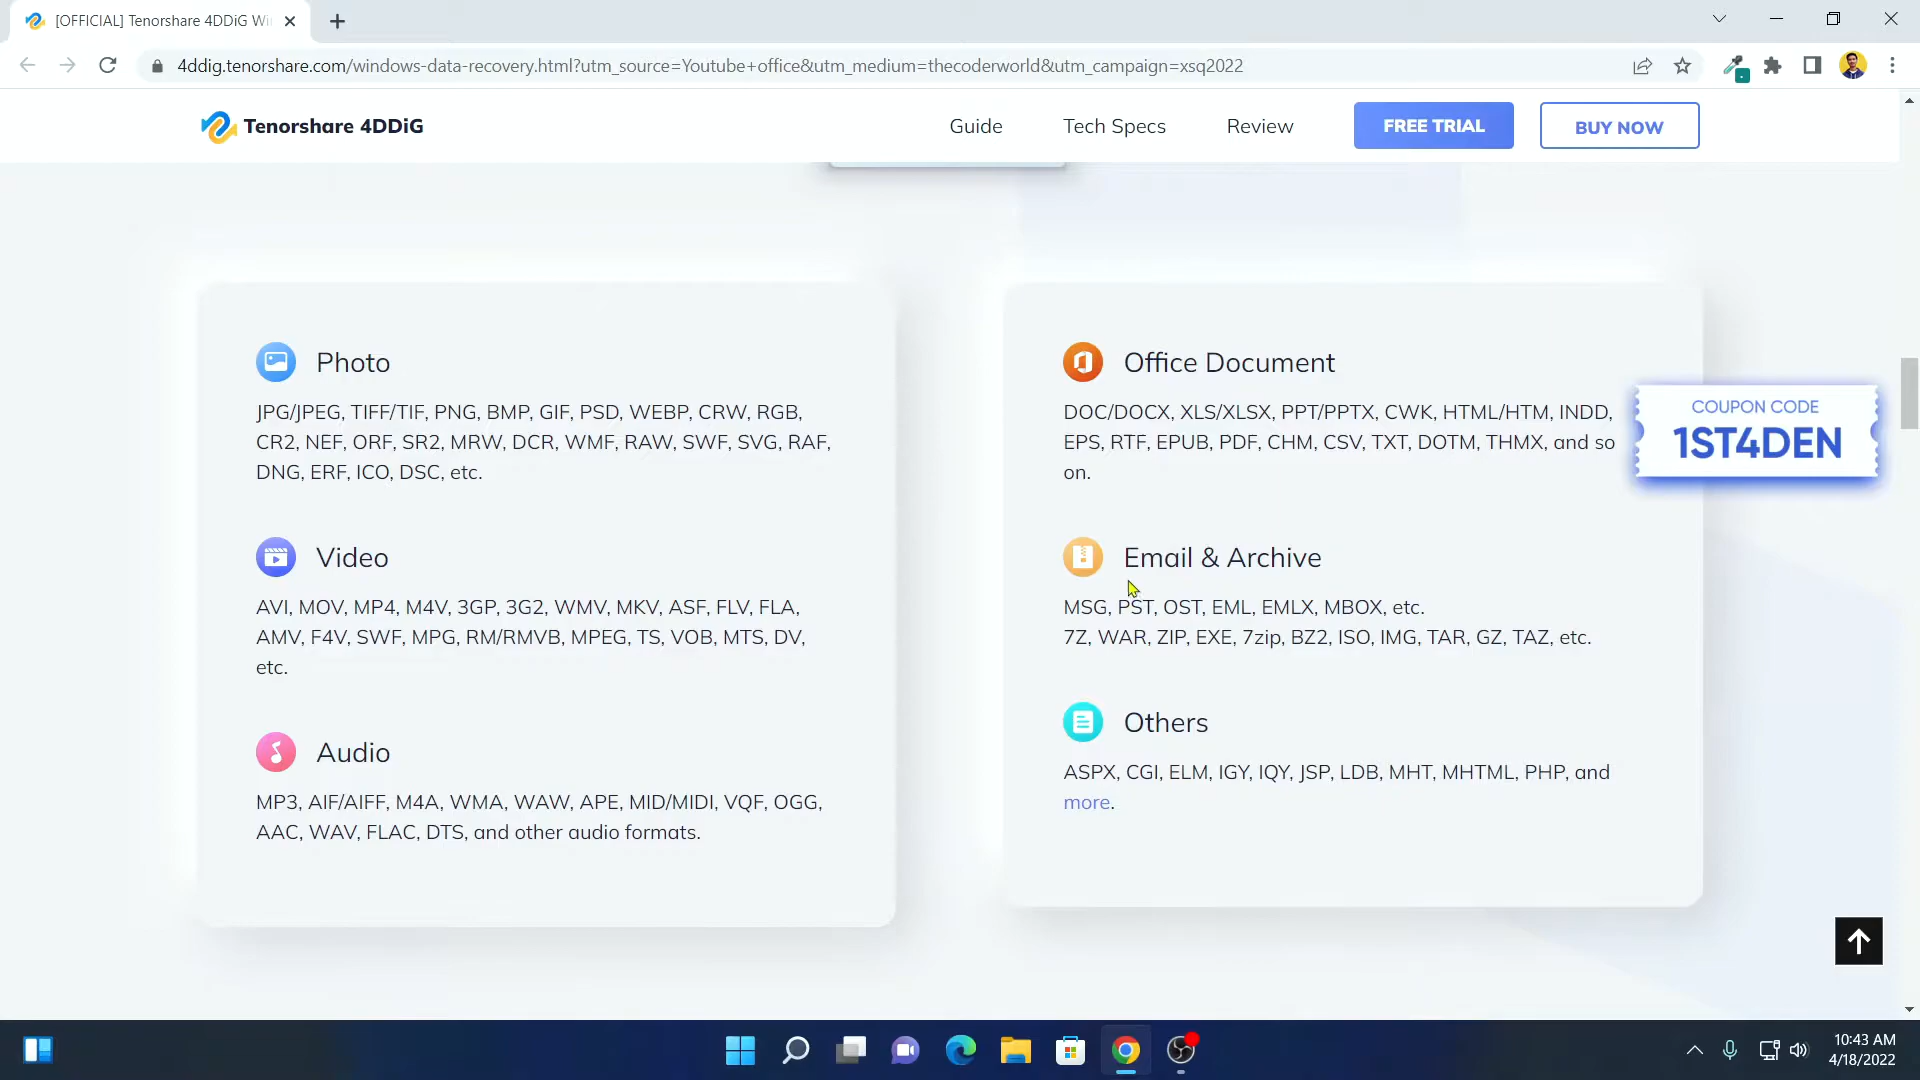 [OFFICIAL] Tenorshare 4DDiG Wi
4ddig.tenorshare.com/windows-data-recovery.html?utm_source=Youtube+office&utm_medium=thecoderworld&utm_campaign=xsq2022
Tenorshare 4DDiG
Guide
Tech Specs
Review
FREE TRIAL
BUY NOW
Photo
JPG/JPEG, TIFF/TIF, PNG, BMP, GIF, PSD, WEBP, CRW, RGB,
CR2, NEF, ORF, SR2, MRW, DCR, WMF, RAW, SWF, SVG, RAF,
DNG, ERF, ICO, DSC, etc.
Video
AVI, MOV, MP4, M4V, 3GP, 3G2, WMV, MKV, ASF, FLV, FLA,
AMV, F4V, SWF, MPG, RM/RMVB, MPEG, TS, VOB, MTS, DV,
etc.
Audio
MP3, AIF/AIFF, M4A, WMA, WAW, APE, MID/MIDI, VQF, OGG,
AAC, WAV, FLAC, DTS, and other audio formats.
Office Document
DOC/DOCX, XLS/XLSX, PPT/PPTX, CWK, HTML/HTM, INDD,
EPS, RTF, EPUB, PDF, CHM, CSV, TXT, DOTM, THMX, and so
on.
Email & Archive
MSG, PST, OST, EML, EMLX, MBOX, etc.
7Z, WAR, ZIP, EXE, 7zip, BZ2, ISO, IMG, TAR, GZ, TAZ, etc.
Others
ASPX, CGI, ELM, IGY, IQY, JSP, LDB, MHT, MHTML, PHP, and
more.
COUPON CODE
1ST4DEN
10:43 AM
4/18/2022